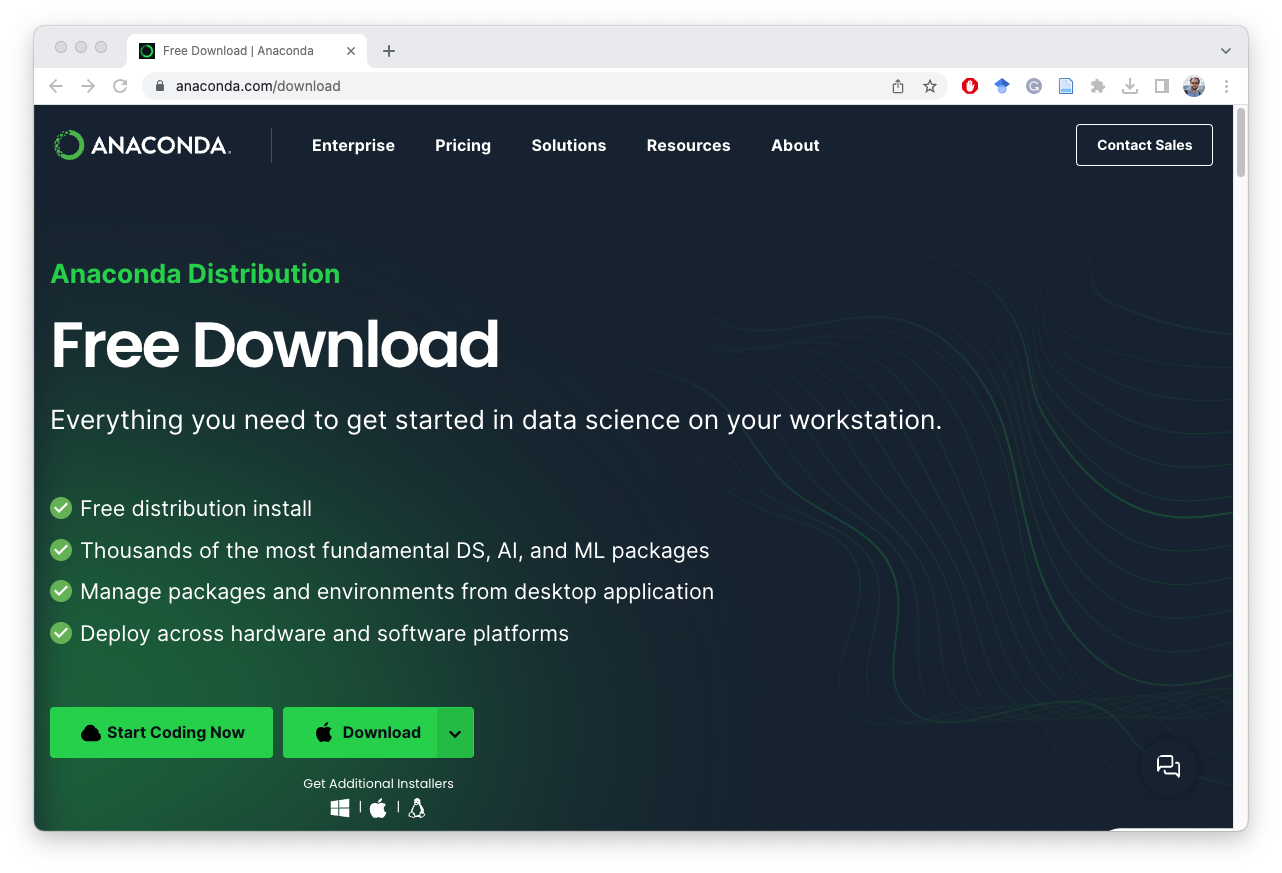 Free Download | Anaconda
anaconda.com/download
ANACONDA.
Enterprise
Pricing
Solutions
Resources
About
Contact Sales
Anaconda Distribution
Free Download
Everything you need to get started in data science on your workstation.
Free distribution install
Thousands of the most fundamental DS, AI, and ML packages
Manage packages and environments from desktop application
Deploy across hardware and software platforms
Start Coding Now
Download
Get Additional Installers
| |